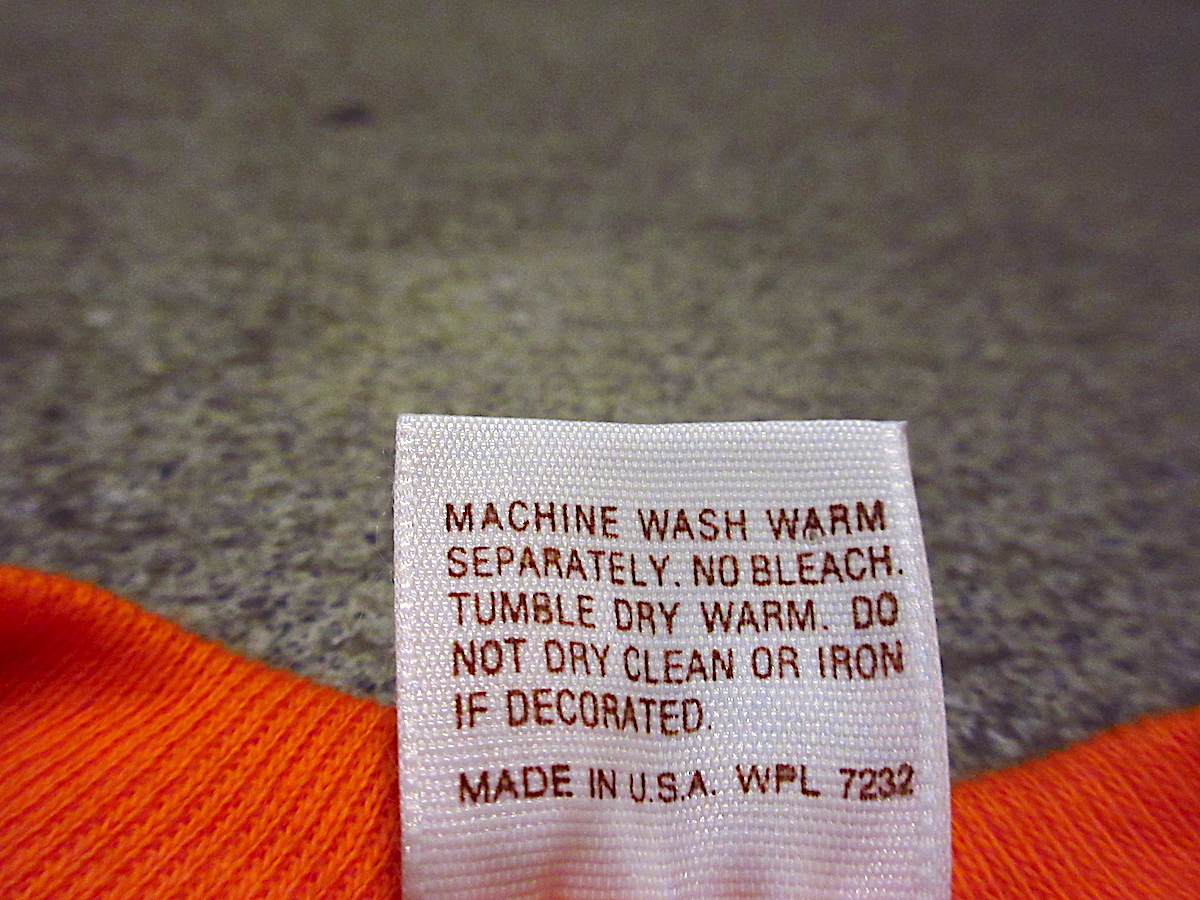 MACHINE WASH WARM
SEPARATELY. NO BLEACH.
TUMBLE DRY WARM. DO
NOT DRY CLEAN OR IRON
IF DECORATED.
MADE IN U.S.A. WPL 7232